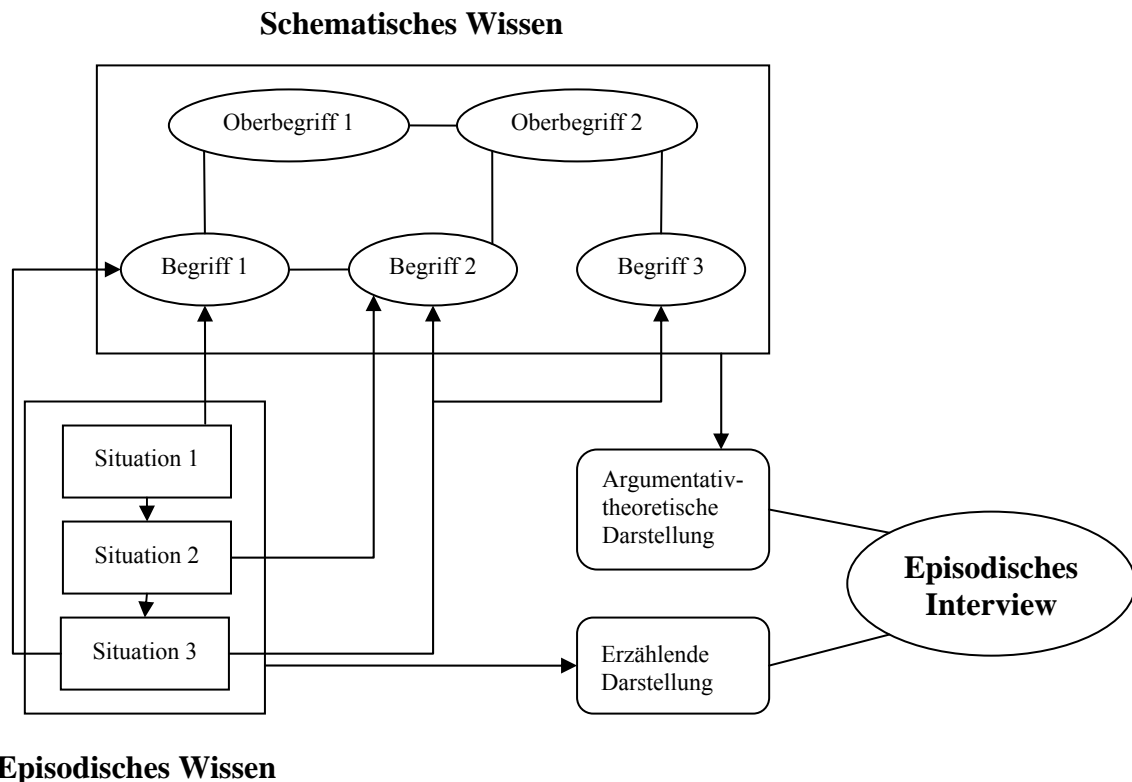 Schematisches Wissen
Oberbegriff 1
Oberbegriff 2
Begriff 1
Begriff 2
Begriff 3
Situation 1
Situation 2
Situation 3
Argumentativ-
theoretische
Darstellung
Erzählende
Darstellung
Episodisches
Interview
Episodisches Wissen